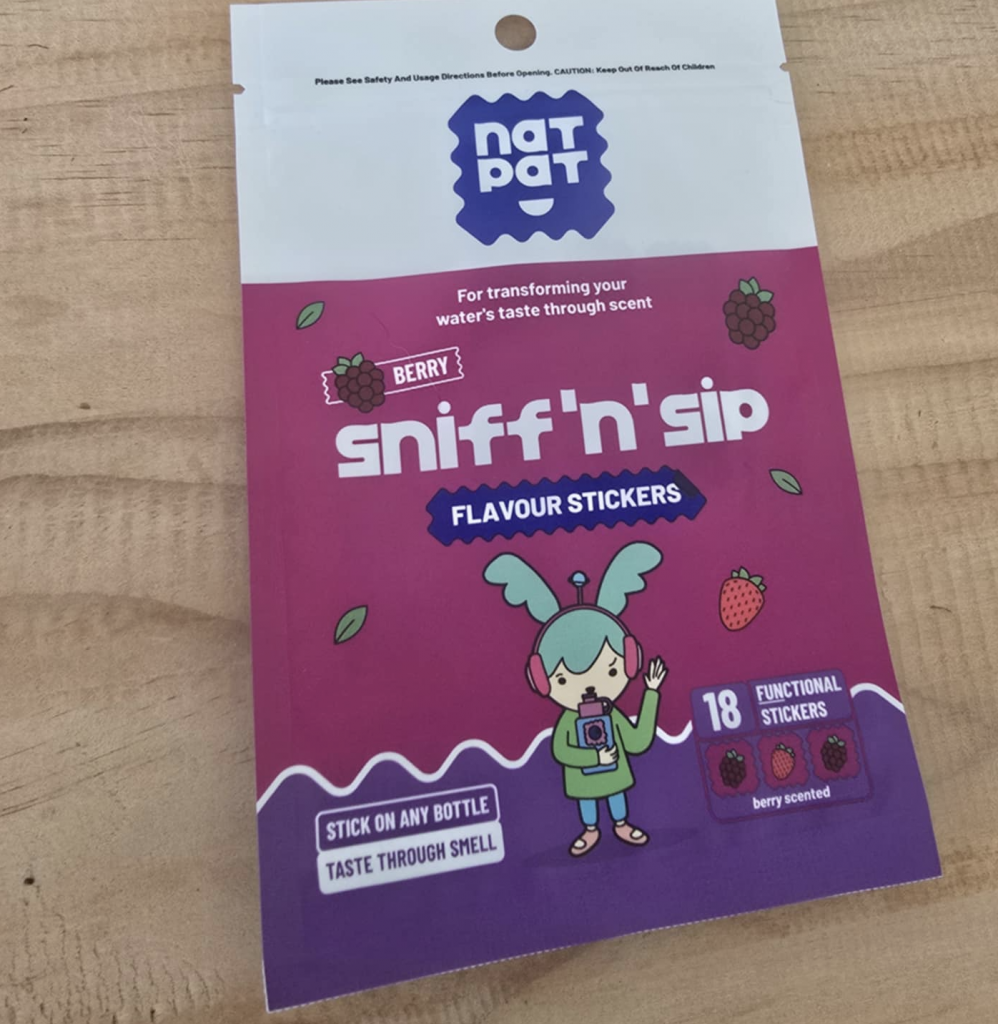 Please See Safety And Usage Directions Before Opening. CAUTION: Keep Out Of Reach Of Children
nat
pat
For transforming your
water's taste through scent
BERRY
sniff'n'sip
FLAVOUR STICKERS
18
FUNCTIONAL
STICKERS
berry scented
STICK ON ANY BOTTLE
TASTE THROUGH SMELL